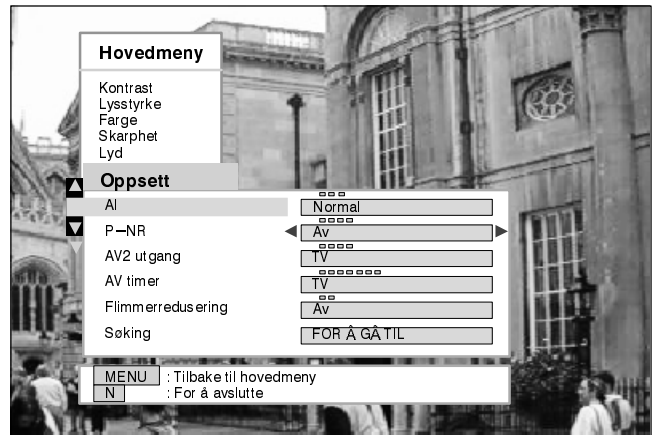 Hovedmeny
Kontrast
Lysstyrke
Farge
Skarphet
Lyd
Oppsett
AI Normal
P–NR Av
AV2 utgang TV
AV timer TV
Flimmerredusering Av
Søking FOR Å GÅ TIL
MENU : Tilbake til hovedmeny
N : For å avslutte